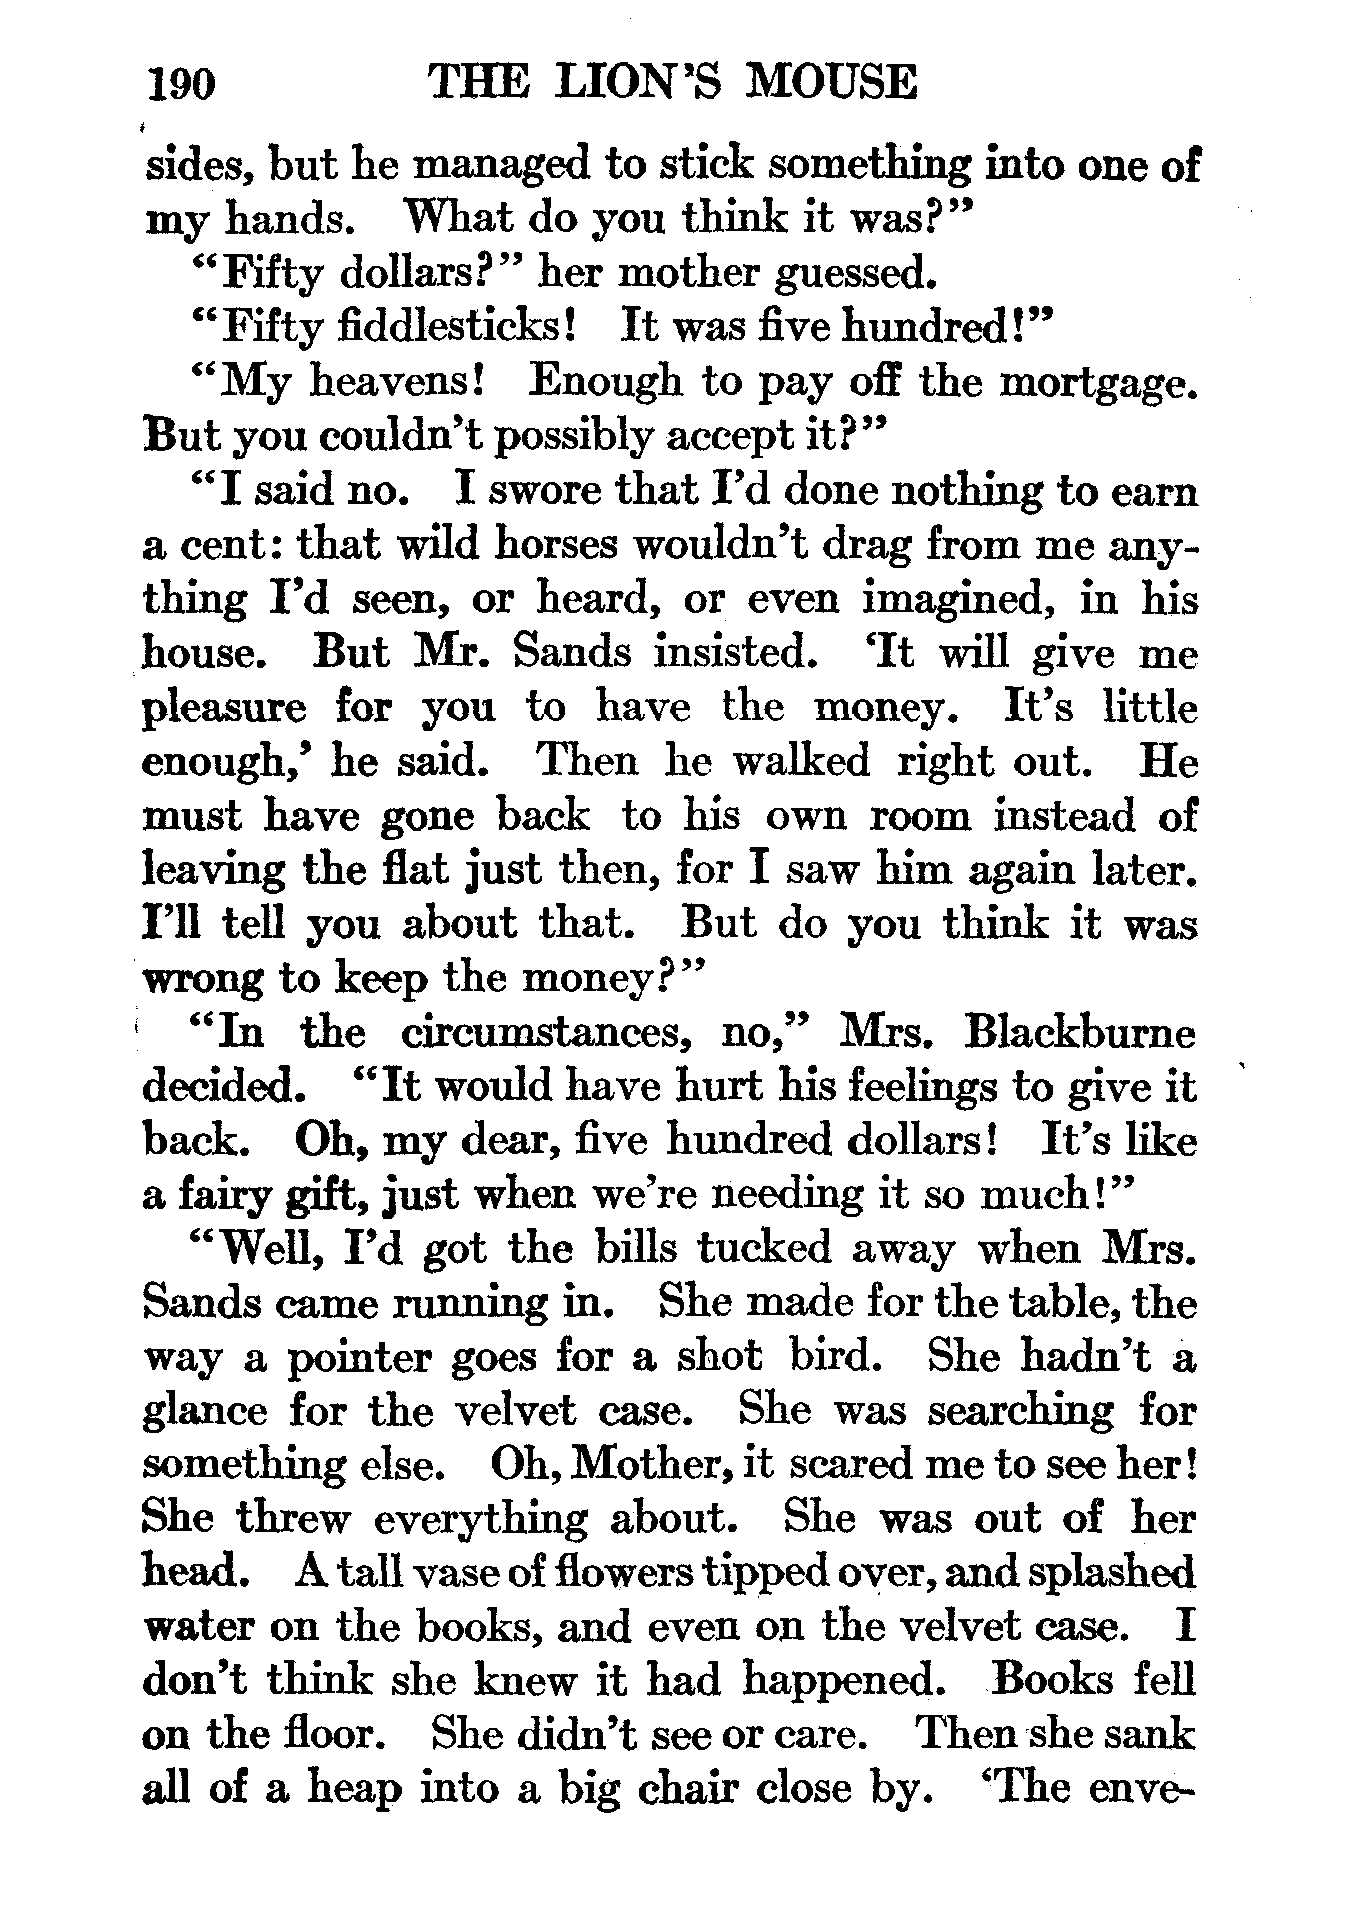 190 THE LION'S MOUSE
sides, but he managed to stick something into one of
my hands. What do you think it was?"
"Fifty dollars?" her mother guessed.
"Fifty fiddlesticks! It was five hundred!"
"My heavens! Enough to pay off the mortgage.
But you couldn't possibly accept it?"
"I said no. I swore that I'd done nothing to earn
a cent: that wild horses wouldn't drag from me any-
thing I'd seen, or heard, or even imagined, in his
house. But Mr. Sands insisted. 'It will give me
pleasure for you to have the money. It's little
enough,' he said. Then he walked right out. He
must have gone back to his own room instead of
leaving the flat just then, for I saw him again later.
I'll tell you about that. But do you think it was
wrong to keep the money?"
"In the circumstances, no," Mrs. Blackburne
decided. "It would have hurt his feelings to give it
back. Oh, my dear, five hundred dollars! It's like
a fairy gift, just when we're needing it so much!"
"Well, I'd got the bills tucked away when Mrs.
Sands came running in. She made for the table, the
way a pointer goes for a shot bird. She hadn't a
glance for the velvet case. She was searching for
something else. Oh, Mother, it scared me to see her!
She threw everything about. She was out of her
head. A tall vase of flowers tipped over, and splashed
water on the books, and even on the velvet case. I
don't think she knew it had happened. Books fell
on the floor. She didn't see or care. Then she sank
all of a heap into a big chair close by. 'The enve-